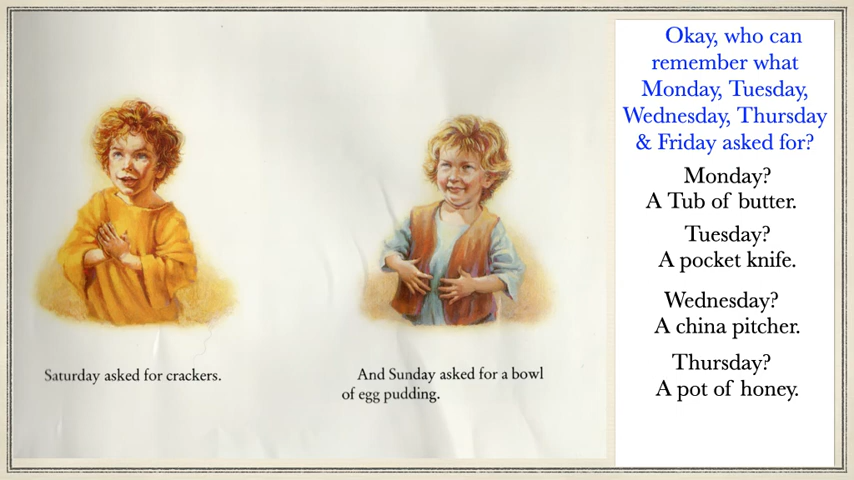 Saturday asked for crackers.
And Sunday asked for a bowl
of egg pudding.
Okay, who can
remember what
Monday, Tuesday,
Wednesday, Thursday
& Friday asked for?
Monday?
A Tub of butter.
Tuesday?
A pocket knife.
Wednesday?
A china pitcher.
Thursday?
A pot of honey.